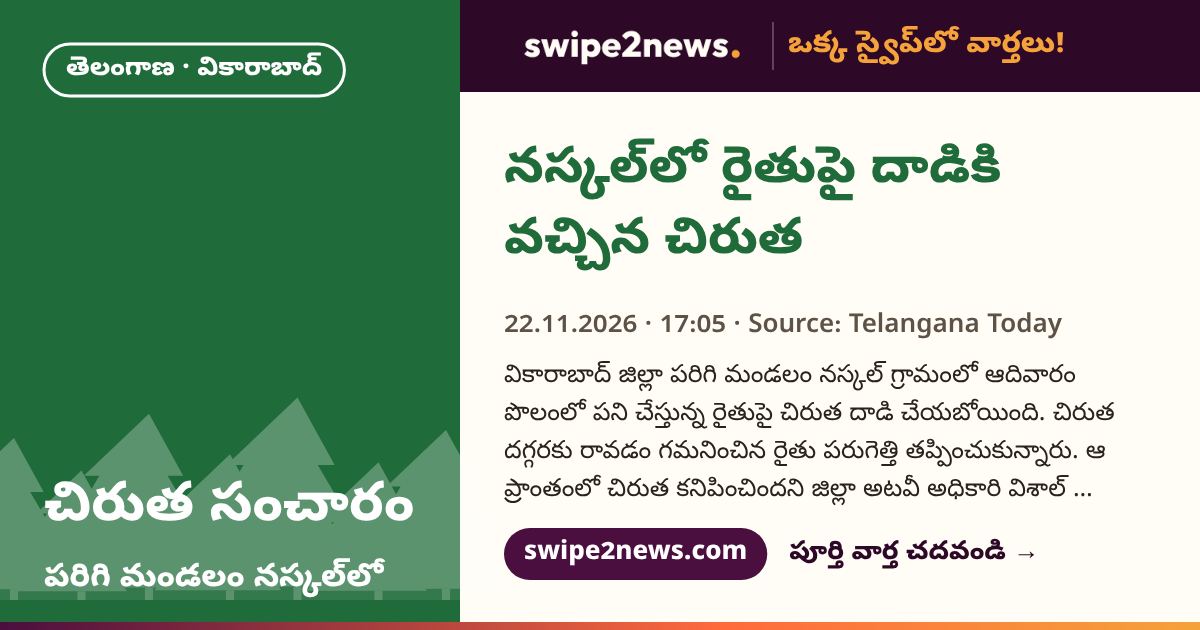 తెలంగాణ · వికారాబాద్
చిరుత సంచారం
పరిగి మండలం నస్కల్‌లో
swipe2news.
ఒక్క స్వైప్‌లో వార్తలు!
నస్కల్‌లో రైతుపై దాడికి
వచ్చిన చిరుత
22.11.2026 · 17:05 · Source: Telangana Today
వికారాబాద్ జిల్లా పరిగి మండలం నస్కల్ గ్రామంలో ఆదివారం
పొలంలో పని చేస్తున్న రైతుపై చిరుత దాడి చేయబోయింది. చిరుత
దగ్గరకు రావడం గమనించిన రైతు పరుగెత్తి తప్పించుకున్నారు. ఆ
ప్రాంతంలో చిరుత కనిపించిందని జిల్లా అటవీ అధికారి విశాల్ ...
swipe2news.com
పూర్తి వార్త చదవండి →